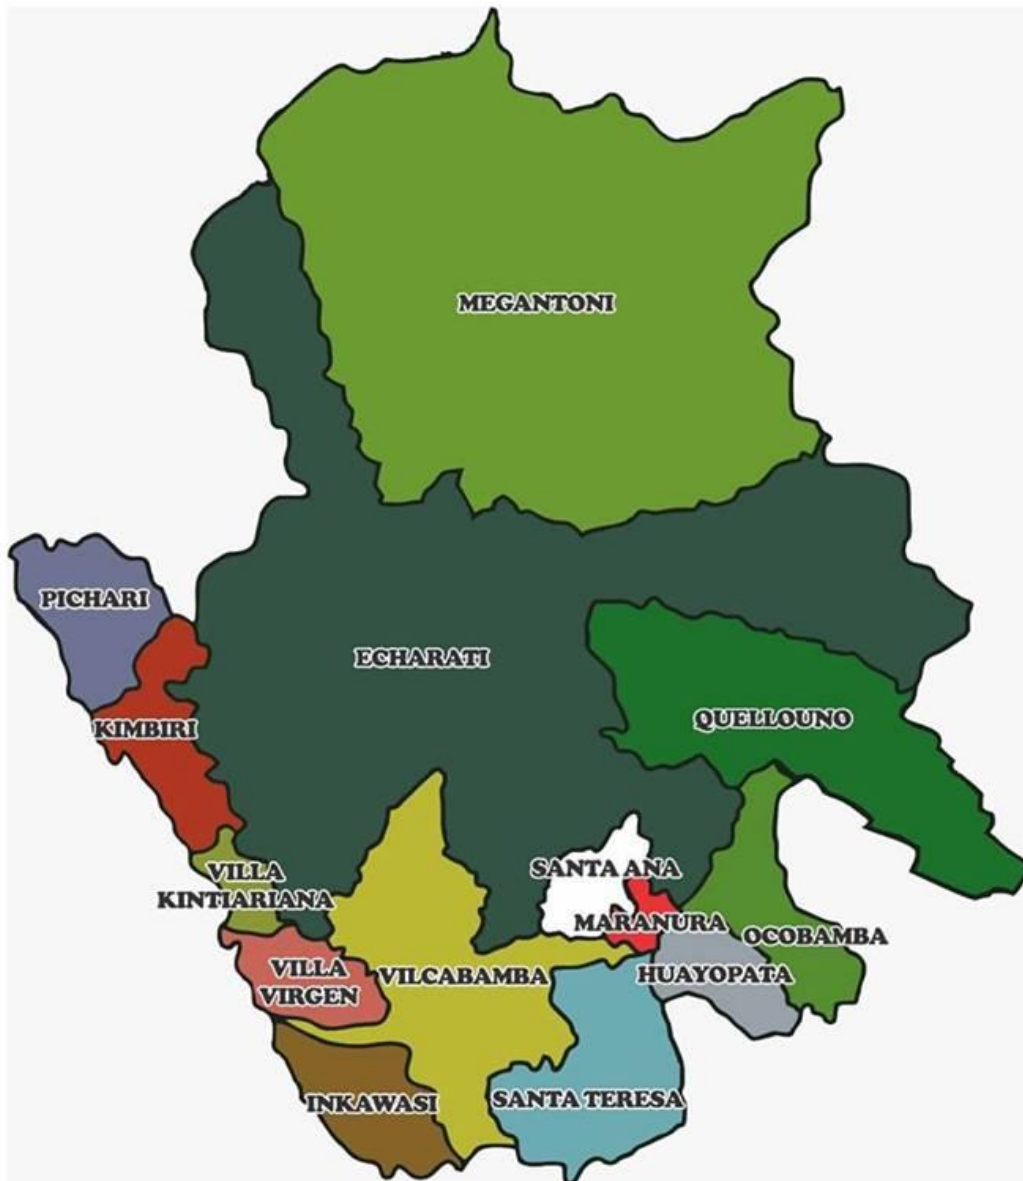 MEGANTONI
PICHARI
ECHARATI
QUELLOUNO
KIMBIRI
VILLA
KINTIARIANA
SANTA ANA
MARANURA
OCOBAMBA
VILLA
VIRGEN
VILCABAMBA
HUAYOPATA
INKAWASI
SANTA TERESA